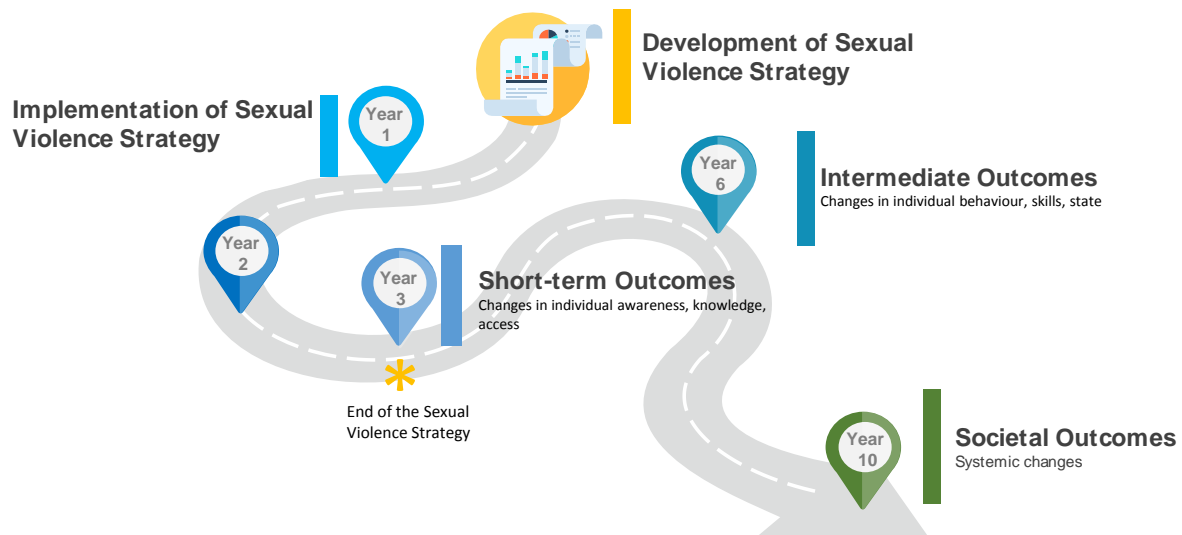 Development of Sexual
Violence Strategy
Implementation of Sexual
Violence Strategy
Year
1
Year
2
Year
3
Short-term Outcomes
Changes in individual awareness, knowledge,
access
End of the Sexual
Violence Strategy
Year
6
Intermediate Outcomes
Changes in individual behaviour, skills, state
Year
10
Societal Outcomes
Systemic changes